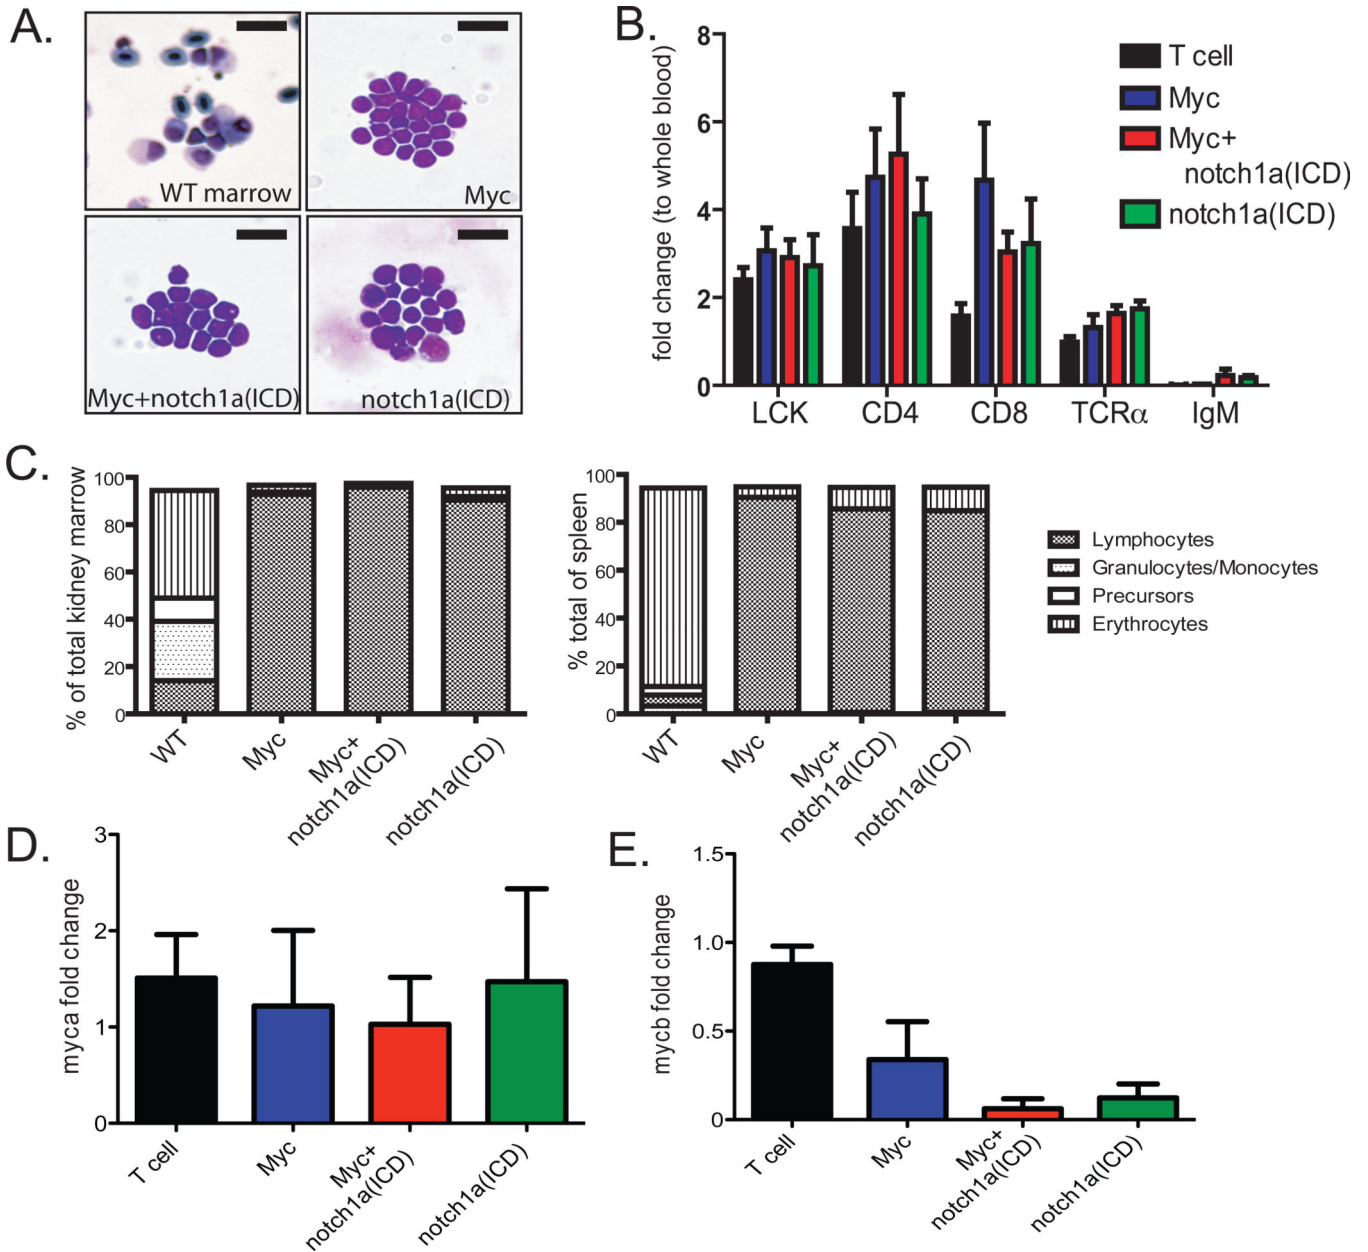 A.
WT marrow
Myc
Myc+notch1a(ICD)
notch1a(ICD)
B.
fold change (to whole blood)
8
6
4
2
0
LCK
CD4
CD8
TCRα
IgM
T cell
Myc
Myc+
notch1a(ICD)
notch1a(ICD)
C.
% of total kidney marrow
100
80
60
40
20
0
WT
Myc
Myc+
notch1a(ICD)
notch1a(ICD)
% total of spleen
100
80
60
40
20
0
WT
Myc
Myc+
notch1a(ICD)
notch1a(ICD)
Lymphocytes
Granulocytes/Monocytes
Precursors
Erythrocytes
D.
myca fold change
3
2
1
0
T cell
Myc
Myc+
notch1a(ICD)
notch1a(ICD)
E.
mycb fold change
1.5
1.0
0.5
0
T cell
Myc
Myc+
notch1a(ICD)
notch1a(ICD)